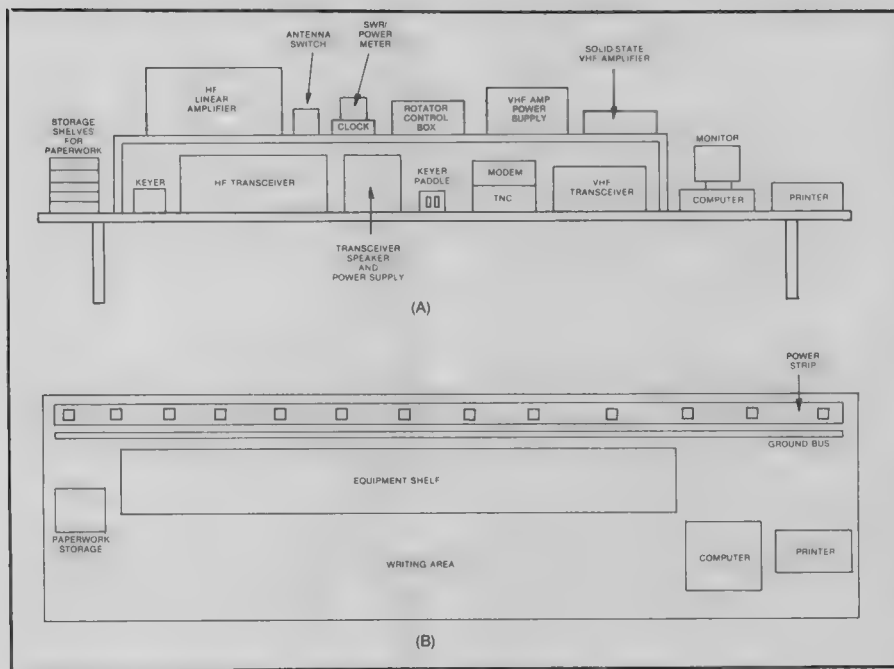 ANTENNA
SWITCH
SWR/
POWER
METER
SOLID STATE
VHF AMPLIFIER
HF
LINEAR
AMPLIFIER
CLOCK
ROTATOR
CONTROL
BOX
VHF AMP
POWER
SUPPLY
STORAGE
SHELVES
FOR
PAPERWORK
MONITOR
KEYER
HF TRANSCEIVER
KEYER
PADDLE
MODEM
TNC
VHF
TRANSCEIVER
COMPUTER
PRINTER
TRANSCEIVER
SPEAKER
AND
POWER SUPPLY
(A)
POWER
STRIP
GROUND BUS
EQUIPMENT SHELF
PAPERWORK
STORAGE
WRITING AREA
COMPUTER
PRINTER
(B)